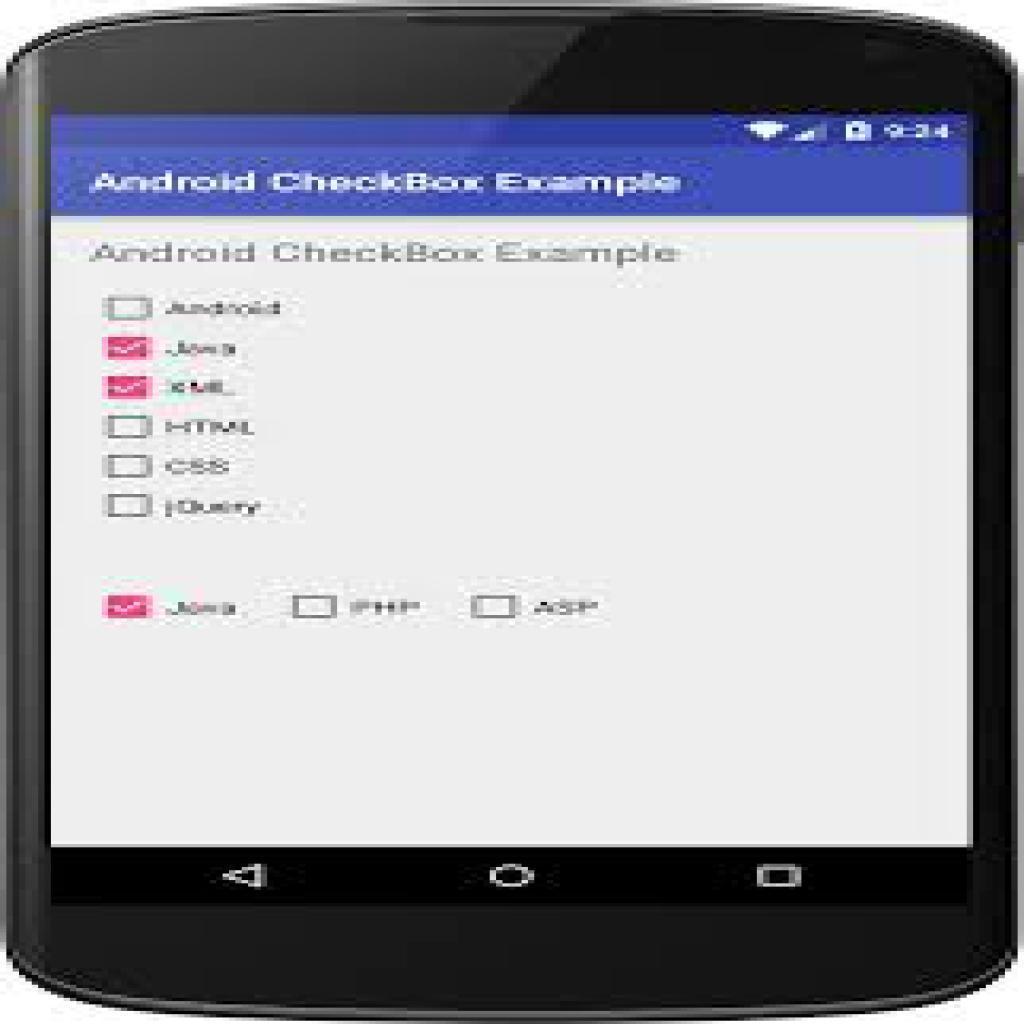 9:34
Android CheckBox Example
Android CheckBox Example
Android
Java
XML
HTML
CSS
jQuery
Java PHP ASP